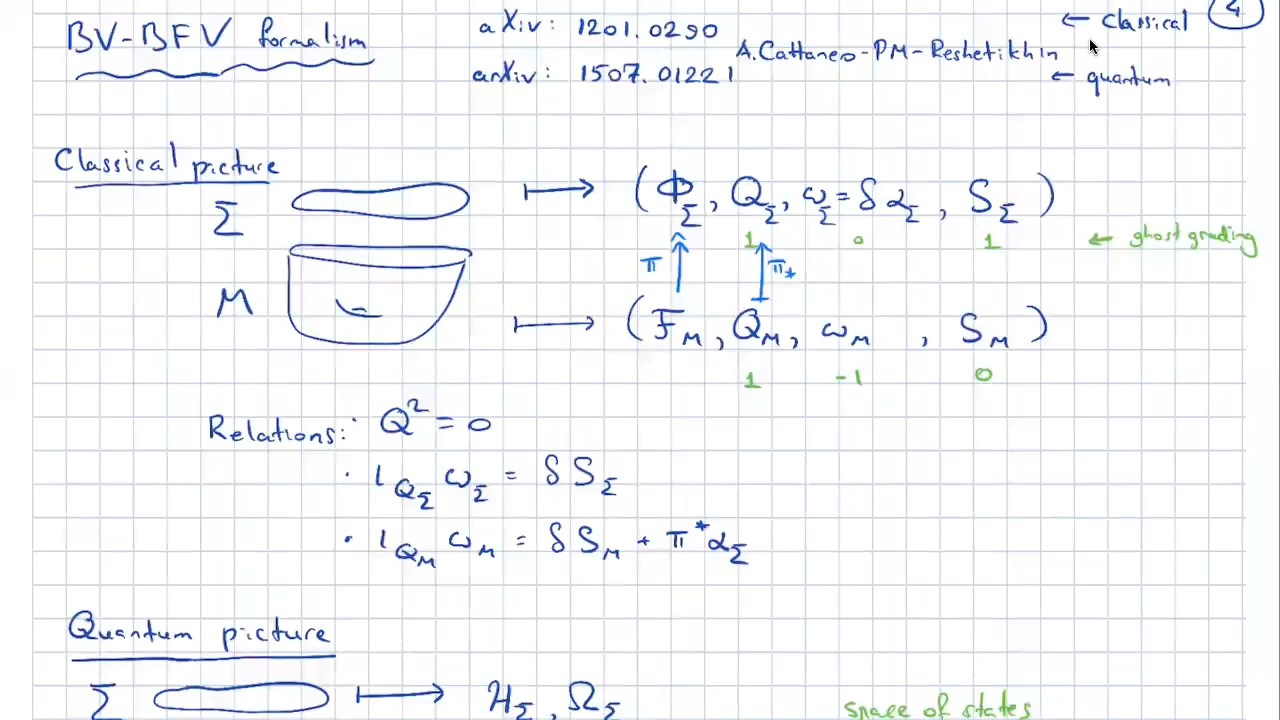 BV-BFV formalism aXiv: 1201.0290 ← classical 4
A.Cattaneo-PM-Reshetikhin
arXiv: 1507.01221 ← quantum
Classical picture
Σ ⟼ (Φ_Σ, Q_Σ, ω_Σ = δα_Σ, S_Σ)
1 0 1 ← ghost grading
π π_*
M ⟼ (F_M, Q_M, ω_M, S_M)
1 -1 0
Relations: Q² = 0
· ι_{Q_Σ} ω_Σ = δS_Σ
· ι_{Q_M} ω_M = δS_M + π^* α_Σ
Quantum picture
Σ ⟼ H_Σ, Ω_Σ
space of states